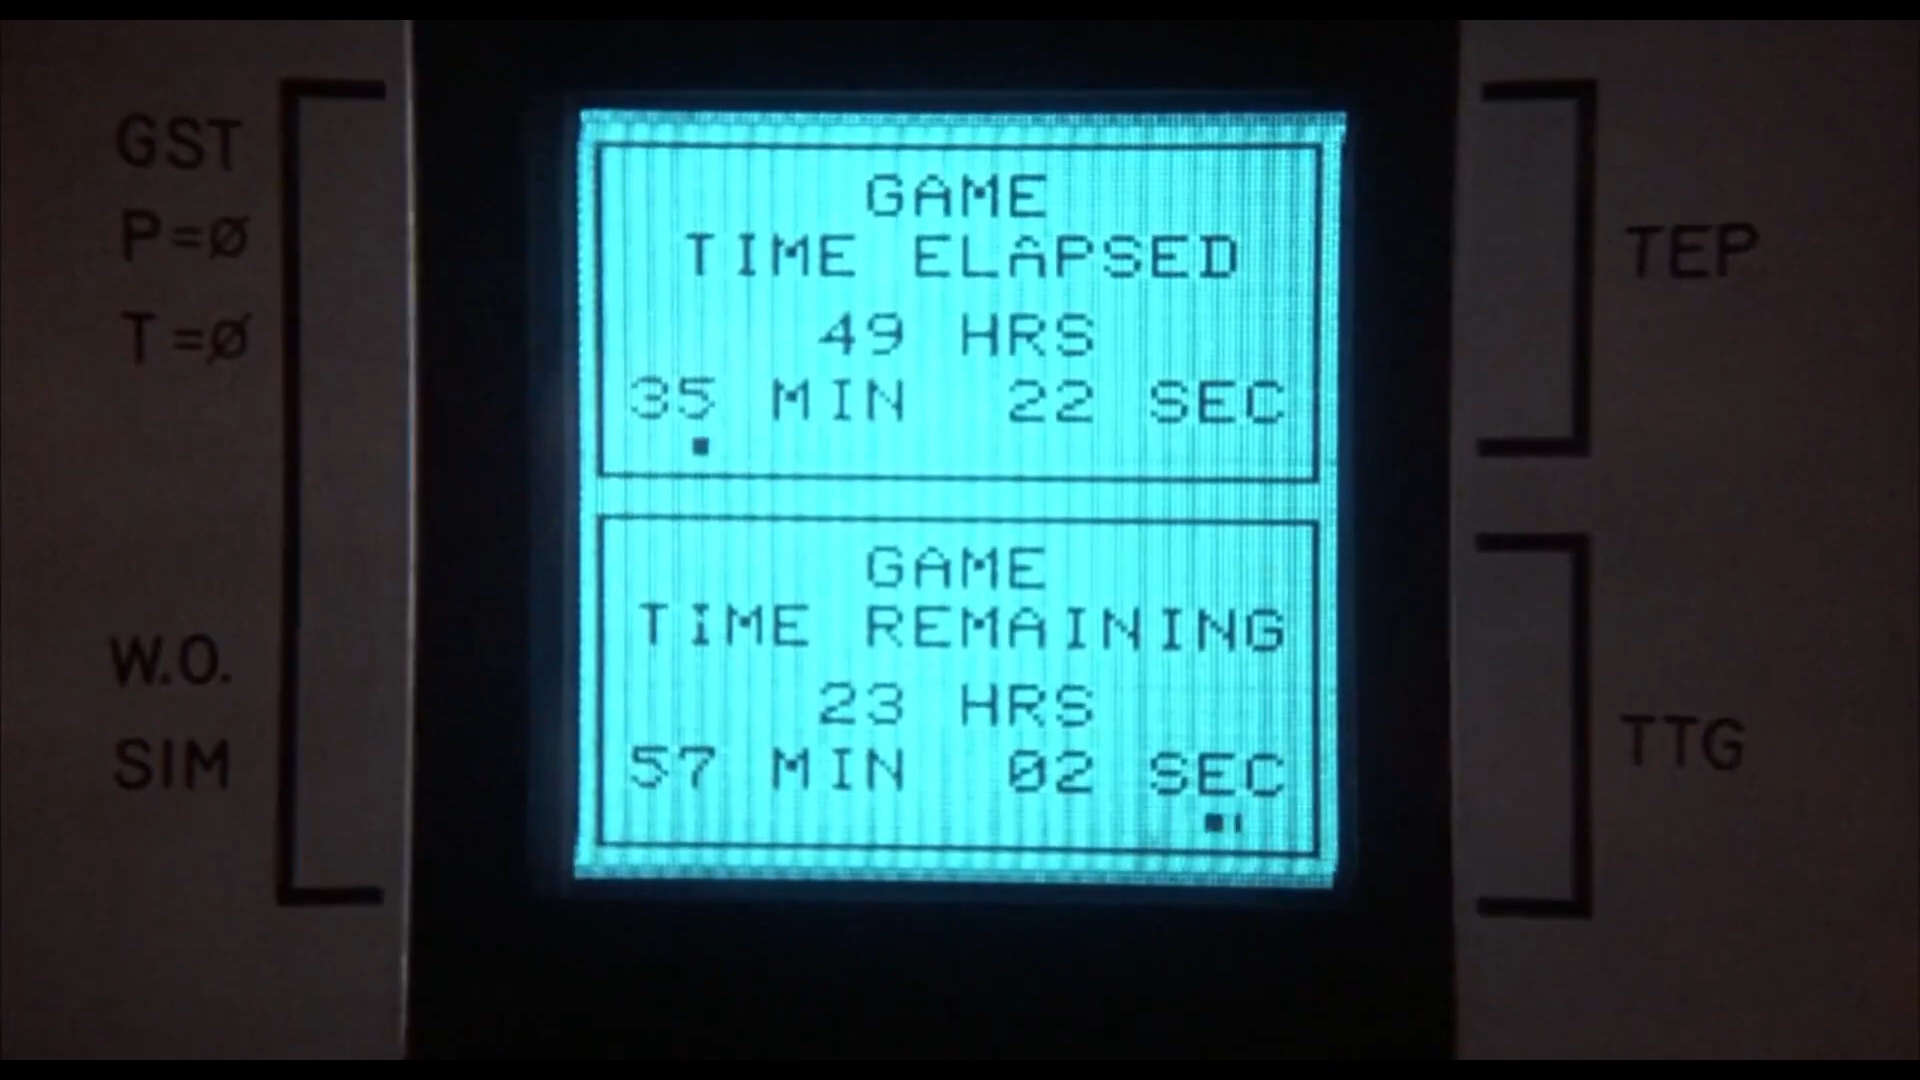 GST
P=Ø
T=Ø
W.O.
SIM
GAME
TIME ELAPSED
49 HRS
35 MIN 22 SEC
GAME
TIME REMAINING
23 HRS
57 MIN 02 SEC
TEP
TTG